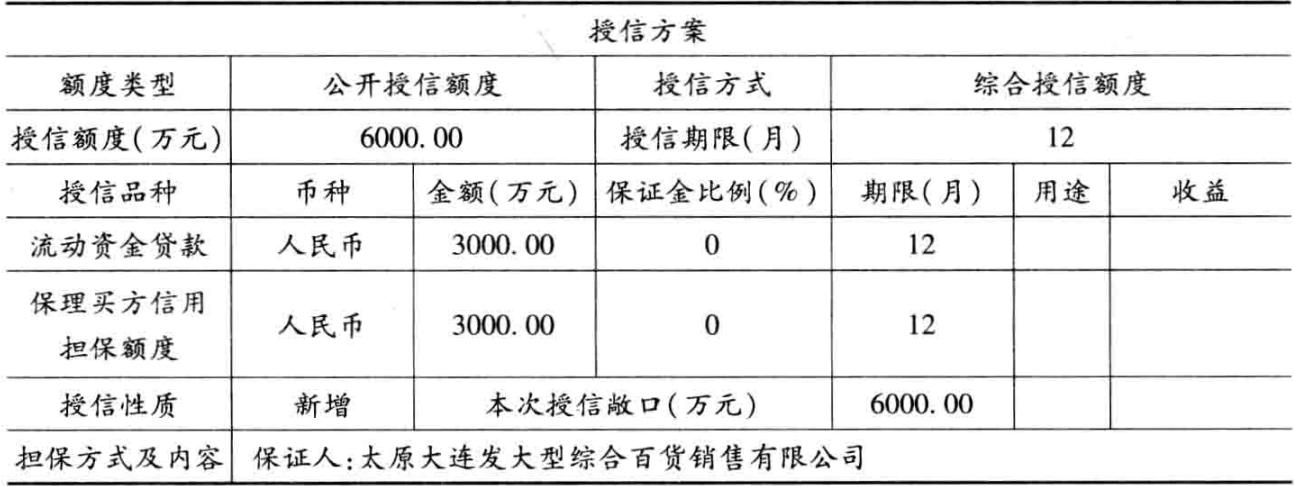 授信方案
额度类型 公开授信额度 授信方式 综合授信额度
授信额度(万元) 6000.00 授信期限(月) 12
授信品种 币种 金额(万元) 保证金比例(%) 期限(月) 用途 收益
流动资金贷款 人民币 3000.00 0 12
保理买方信用
担保额度 人民币 3000.00 0 12
授信性质 新增 本次授信敞口(万元) 6000.00
担保方式及内容 保证人:太原大连发大型综合百货销售有限公司